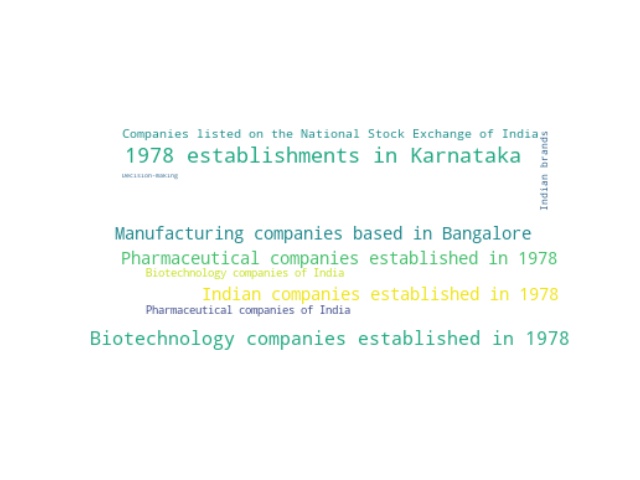 Companies listed on the National Stock Exchange of India
1978 establishments in Karnataka
Decision-making
Indian brands
Manufacturing companies based in Bangalore
Pharmaceutical companies established in 1978
Biotechnology companies of India
Indian companies established in 1978
Pharmaceutical companies of India
Biotechnology companies established in 1978